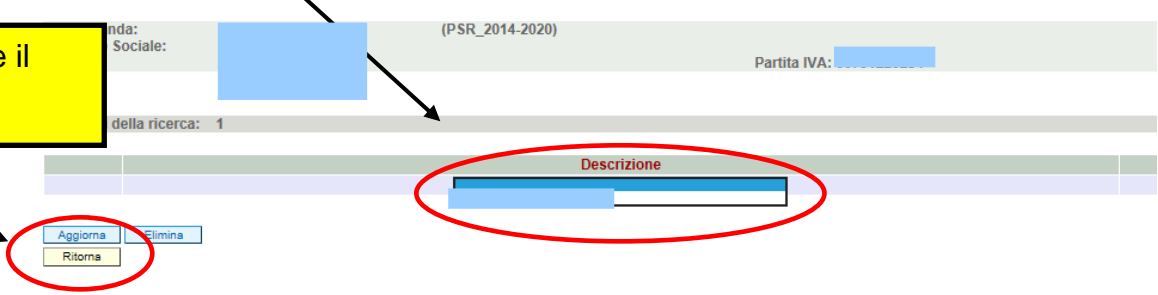 nda: (PSR_2014-2020)
Sociale:
e il
Partita IVA:
della ricerca: 1
Descrizione
Aggiorna Elimina
Ritorna